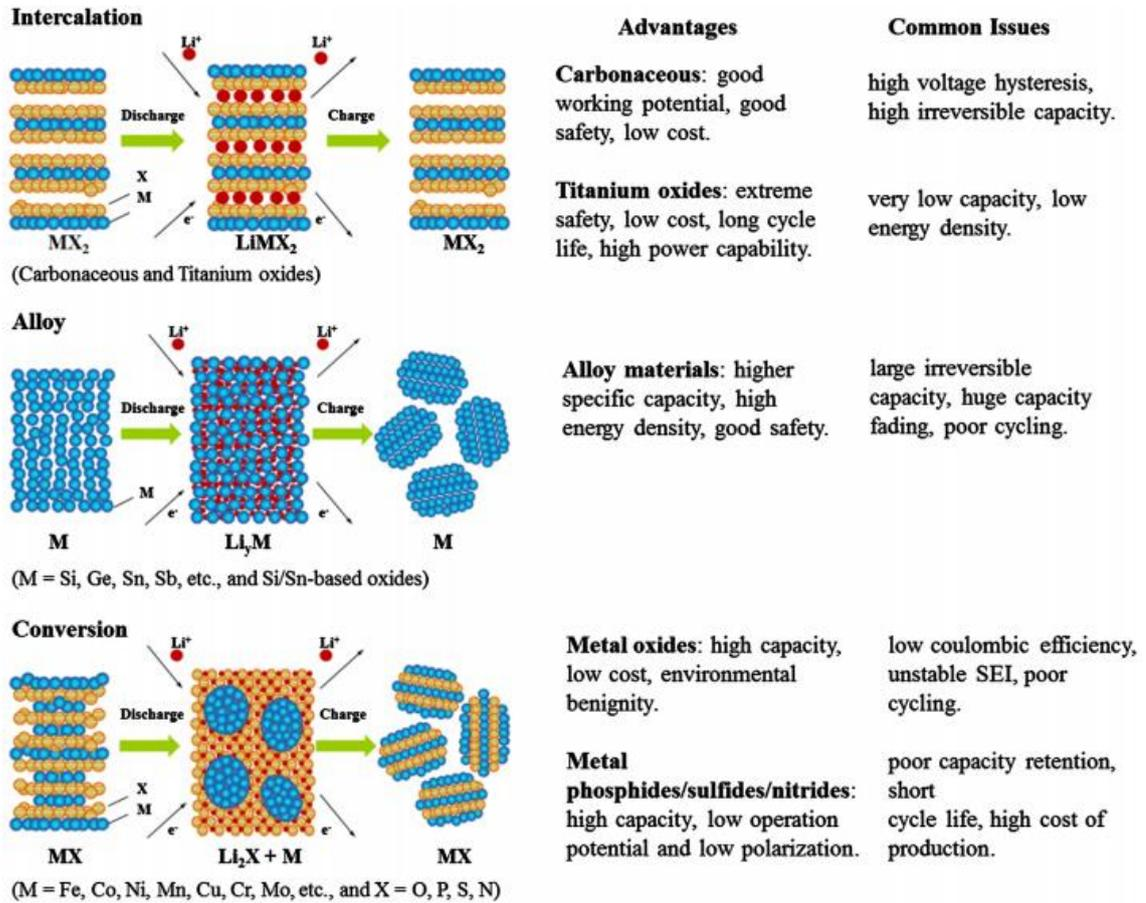 Intercalation
Advantages
Common Issues
Li⁺
Li⁺
Discharge
Charge
X
M
e⁻
e⁻
MX₂
LiMX₂
MX₂
(Carbonaceous and Titanium oxides)
Carbonaceous: good
working potential, good
safety, low cost.
high voltage hysteresis,
high irreversible capacity.
Titanium oxides: extreme
safety, low cost, long cycle
life, high power capability.
very low capacity, low
energy density.
Alloy
Li⁺
Li⁺
Discharge
Charge
M
e⁻
e⁻
M
LiᵧM
M
(M = Si, Ge, Sn, Sb, etc., and Si/Sn-based oxides)
Alloy materials: higher
specific capacity, high
energy density, good safety.
large irreversible
capacity, huge capacity
fading, poor cycling.
Conversion
Li⁺
Li⁺
Discharge
Charge
X
M
e⁻
e⁻
MX
Li₂X + M
MX
(M = Fe, Co, Ni, Mn, Cu, Cr, Mo, etc., and X = O, P, S, N)
Metal oxides: high capacity,
low cost, environmental
benignity.
low coulombic efficiency,
unstable SEI, poor
cycling.
Metal
phosphides/sulfides/nitrides:
high capacity, low operation
potential and low polarization.
poor capacity retention,
short
cycle life, high cost of
production.